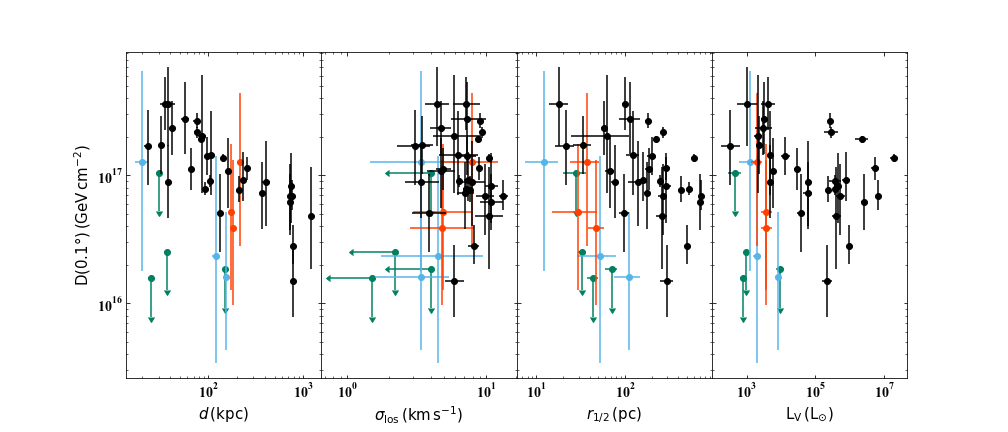 D(0.1°) (GeV cm⁻²)
10¹⁷
10¹⁶
10² 10³ 10⁰ 10¹ 10¹ 10² 10³ 10⁵ 10⁷
d (kpc) σ_los (km s⁻¹) r_1/2 (pc) L_V (L_⊙)